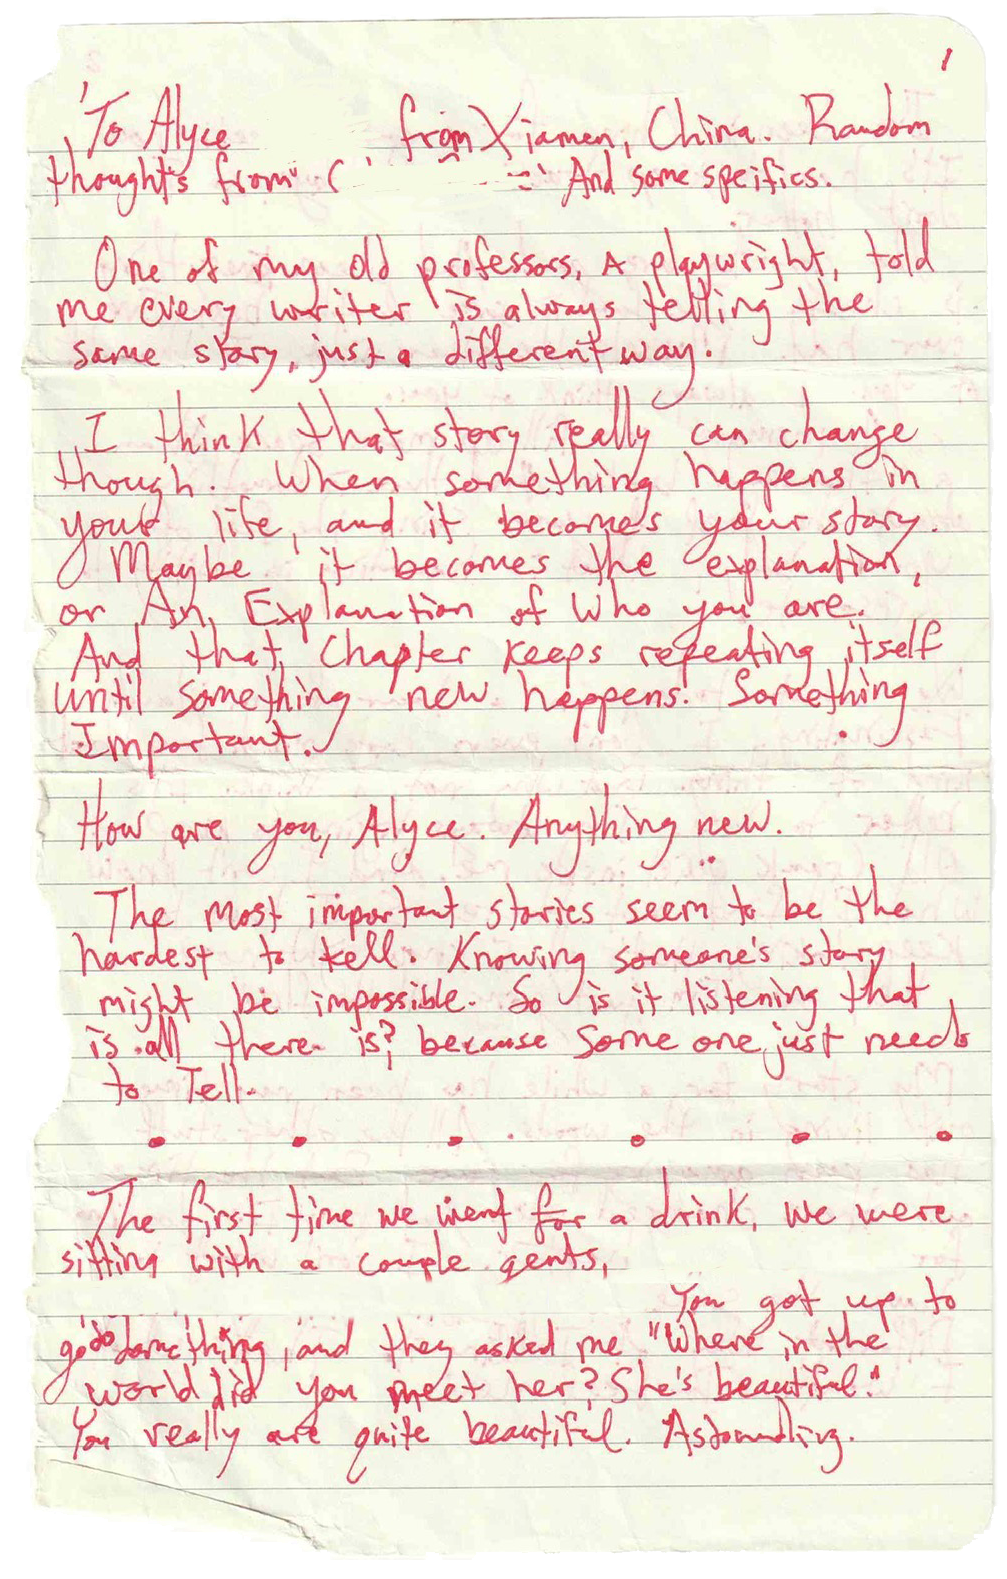 1
To Alyce from Xiamen, China. Random
thoughts from ( And some speifics.
One of my old professors, A playwright, told
me every writer is always telling the
same story, just a different way.
I think that story really can change
though. When something happens in
your life, and it becomes your story.
Maybe it becomes the explanation,
or An Explanation of Who you are.
And that Chapter keeps repeating itself
until something new happens. Something
Important.
How are you, Alyce. Anything new.
The most important stories seem to be the
hardest to tell. Knowing someone's story
might be impossible. So is it listening that
is all there is? because Some one just needs
to Tell.
The first time we went for a drink, we were
sitting with a couple gents,
You got up to
go do something, and they asked me "Where in the
world did you meet her? She's beautiful."
You really are quite beautiful. Astounding.